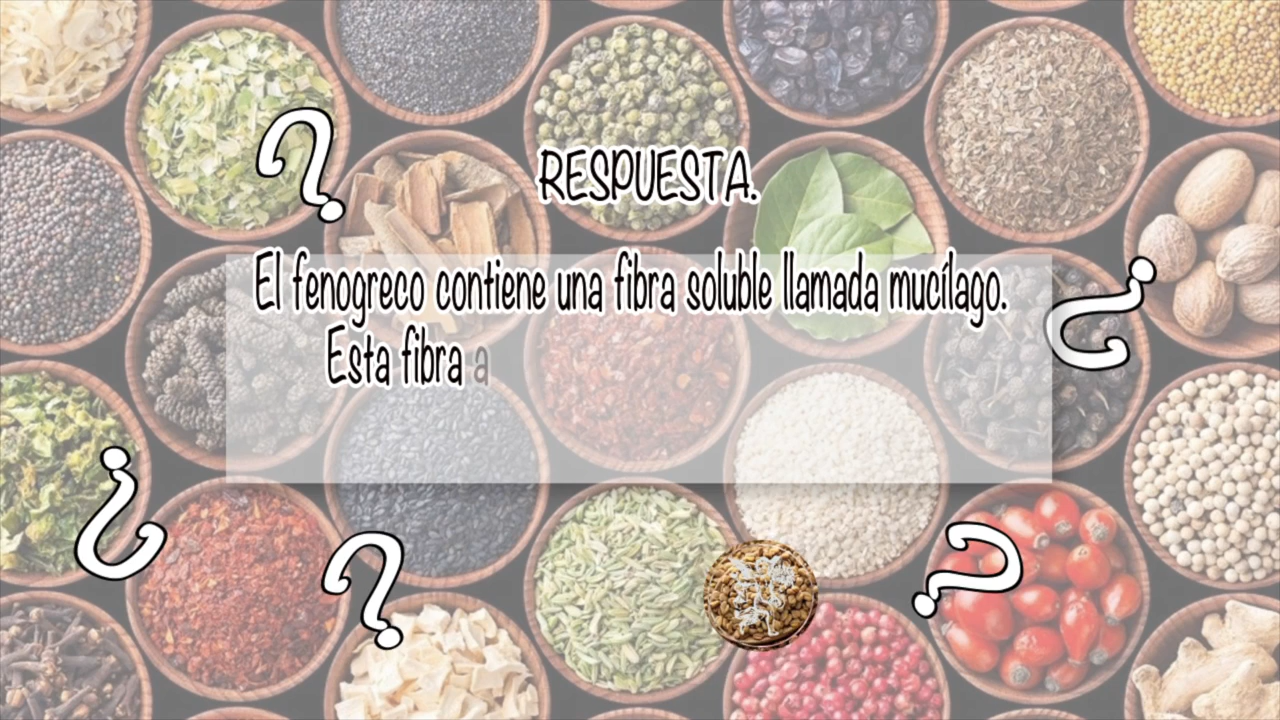 RESPUESTA.
El fenogreco contiene una fibra soluble llamada mucílago.
Esta fibra a